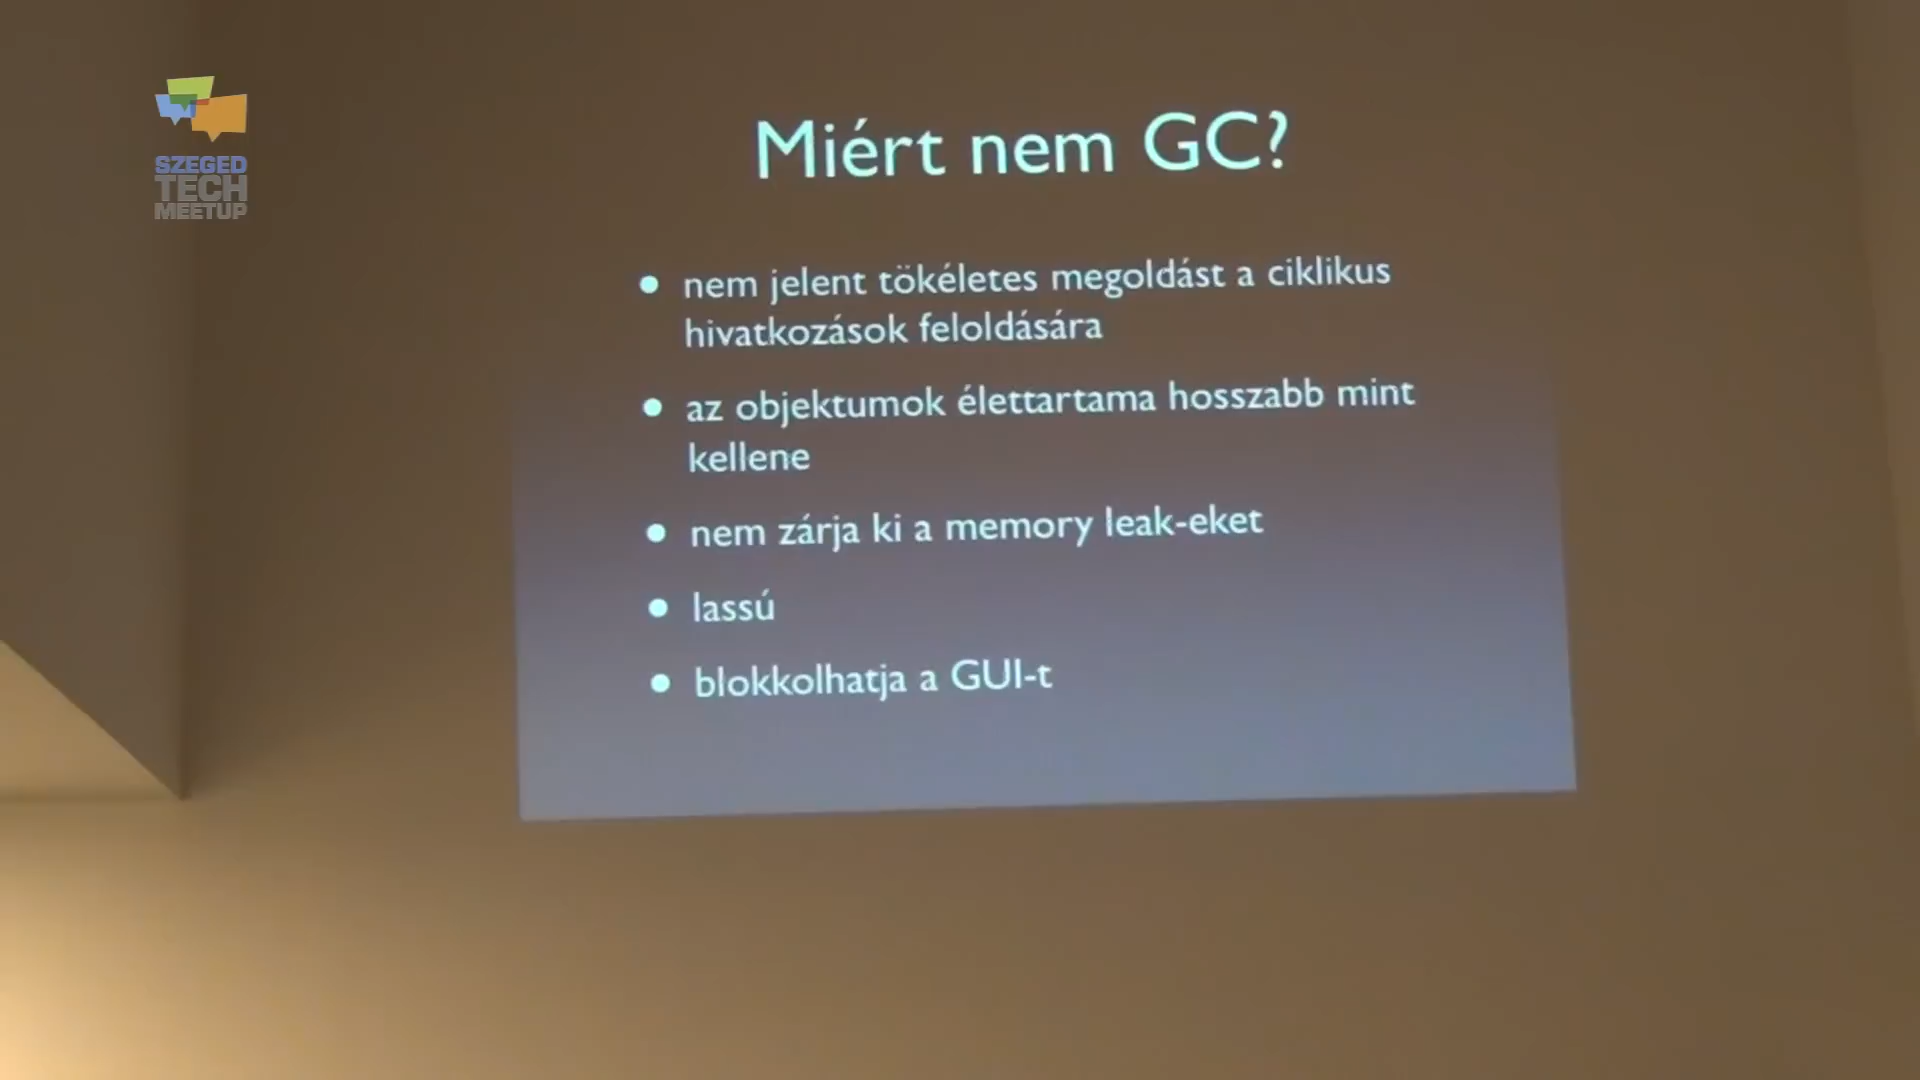 SZEGED
TECH
MEETUP
Miért nem GC?
• nem jelent tökéletes megoldást a ciklikus
hivatkozások feloldására
• az objektumok élettartama hosszabb mint
kellene
• nem zárja ki a memory leak-eket
• lassú
• blokkolhatja a GUI-t